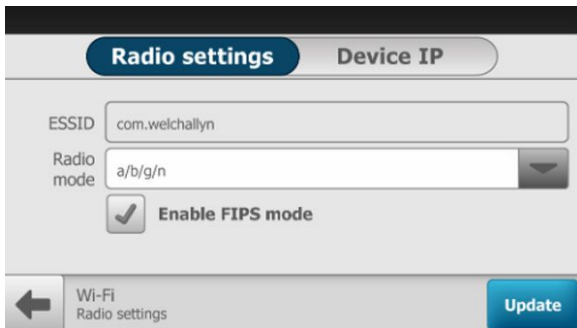 Radio settings
Device IP
ESSID
com.welchallyn
Radio
mode
a/b/g/n
Enable FIPS mode
Wi-Fi
Radio settings
Update